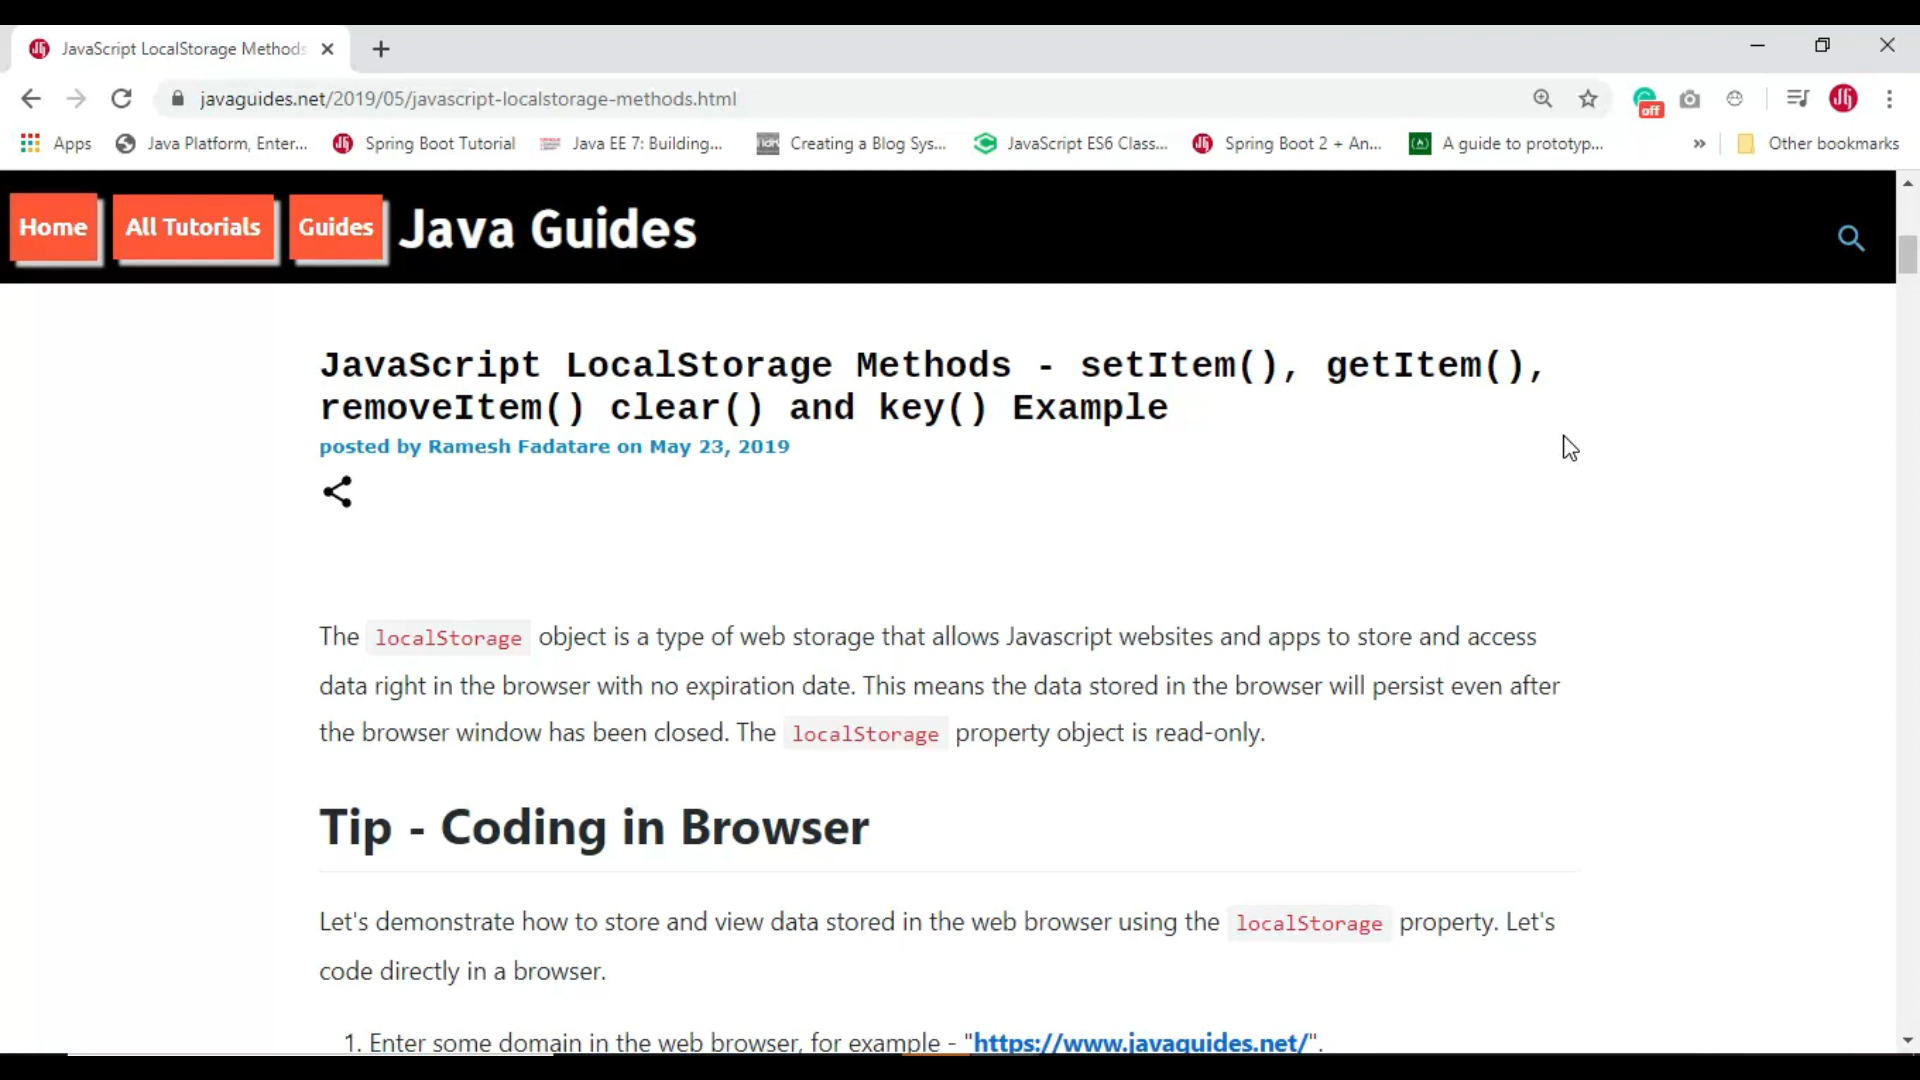 JavaScript LocalStorage Methods
javaguides.net/2019/05/javascript-localstorage-methods.html
off
Apps
Java Platform, Enter...
Spring Boot Tutorial
Java EE 7: Building...
Creating a Blog Sys...
JavaScript ES6 Class...
Spring Boot 2 + An...
A guide to prototyp...
»
Other bookmarks
Home
All Tutorials
Guides
Java Guides
JavaScript LocalStorage Methods - setItem(), getItem(),
removeItem() clear() and key() Example
posted by Ramesh Fadatare on May 23, 2019
The localStorage object is a type of web storage that allows Javascript websites and apps to store and access
data right in the browser with no expiration date. This means the data stored in the browser will persist even after
the browser window has been closed. The localStorage property object is read-only.
Tip - Coding in Browser
Let's demonstrate how to store and view data stored in the web browser using the localStorage property. Let's
code directly in a browser.
1. Enter some domain in the web browser, for example - "https://www.javaguides.net/".